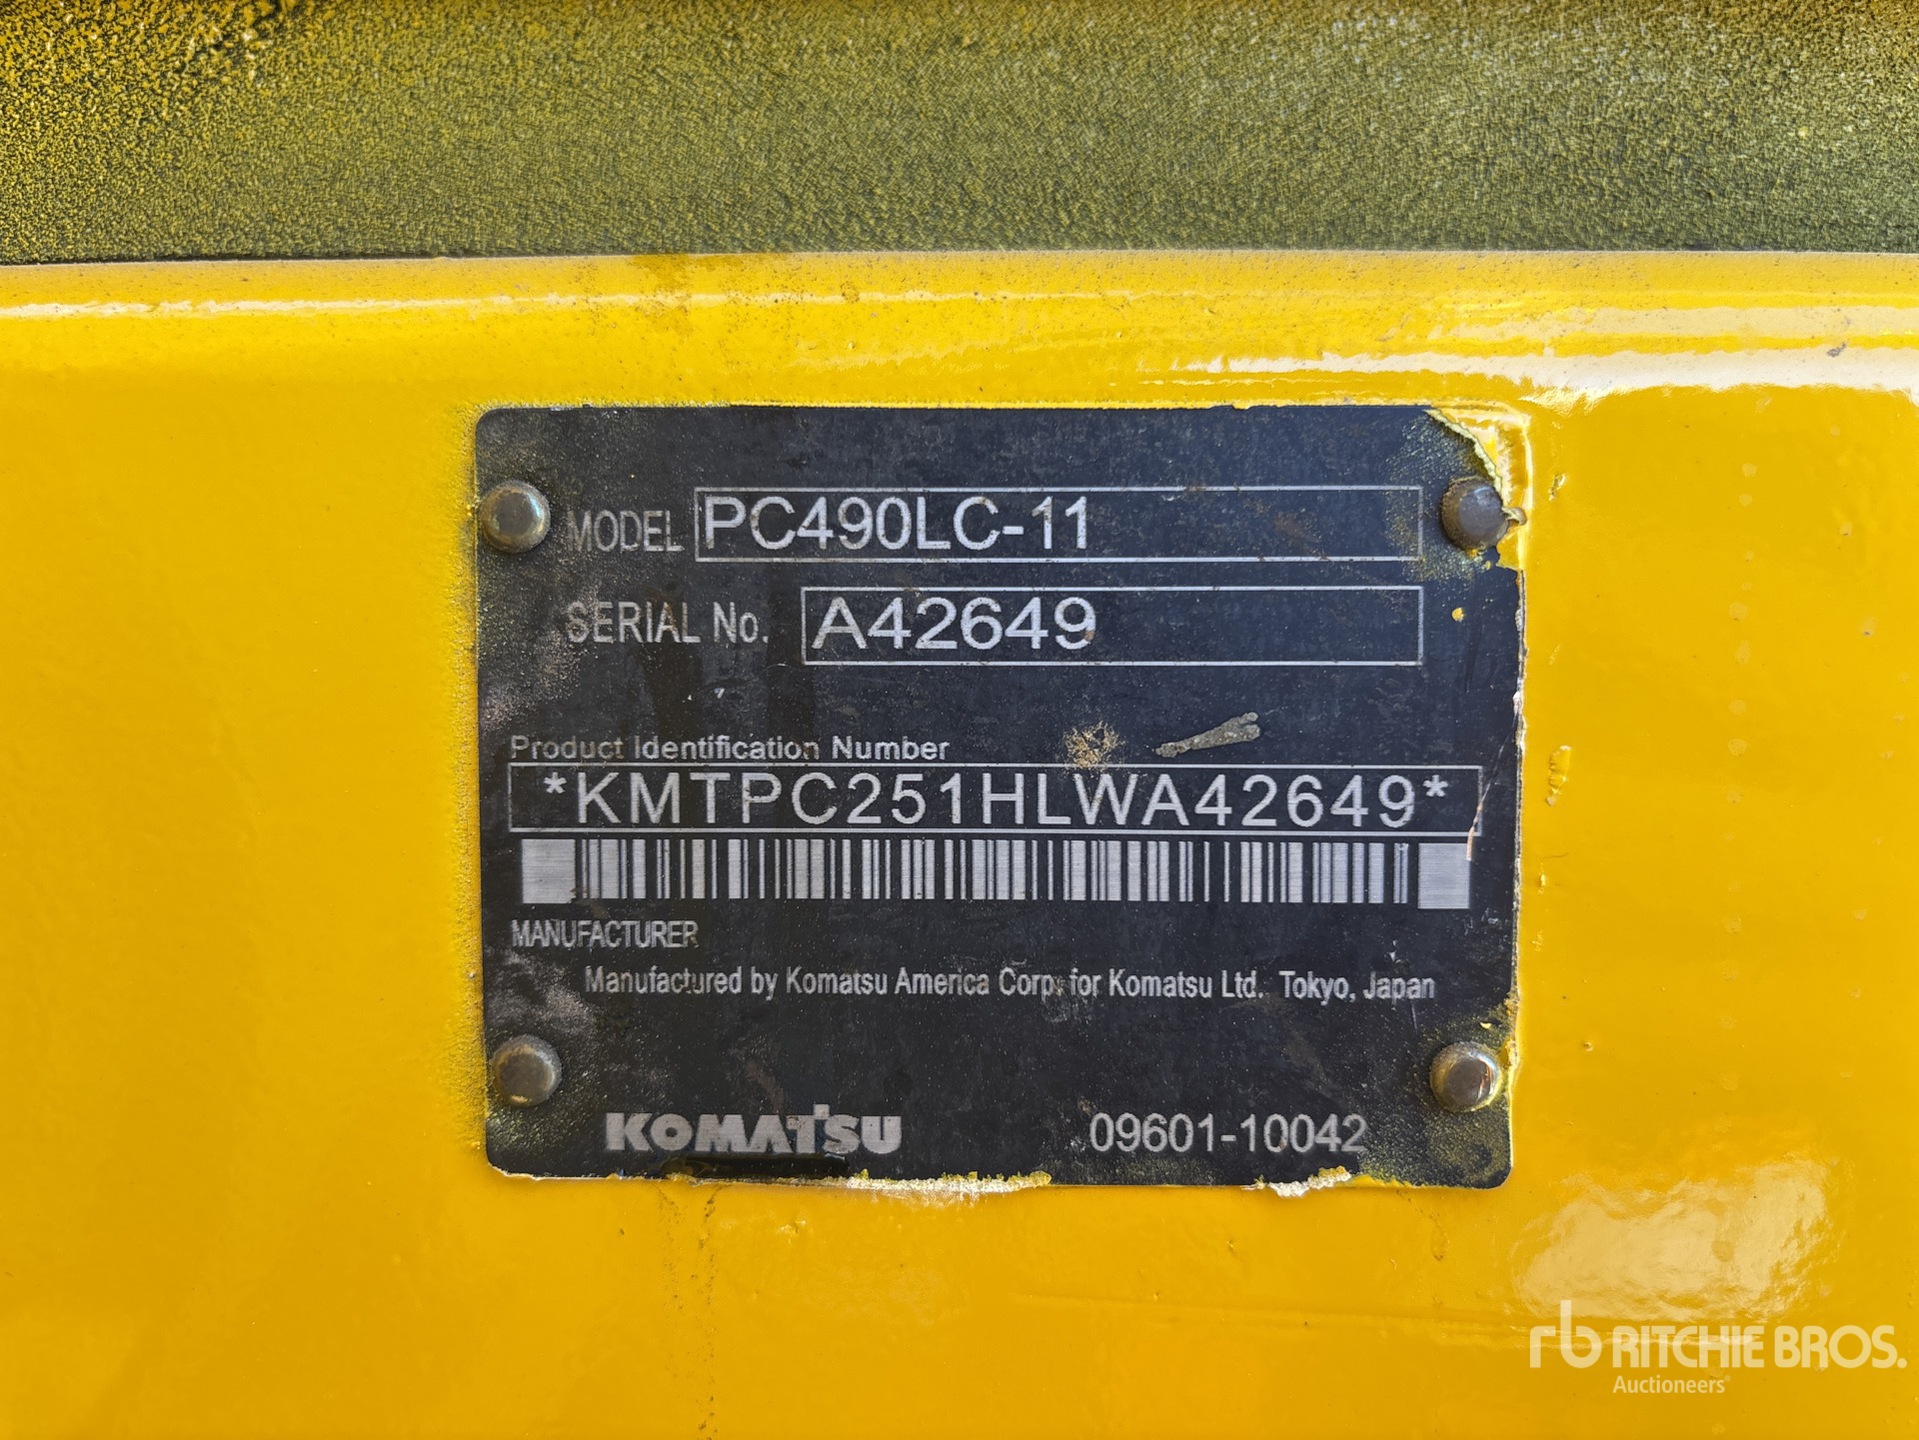 MODEL PC490LC-11
SERIAL No. A42649
Product Identification Number
*KMTPC251HLWA42649*
MANUFACTURER
Manufactured by Komatsu America Corp. for Komatsu Ltd. Tokyo, Japan
KOMATSU 09601-10042
rb RITCHIE BROS.
Auctioneers